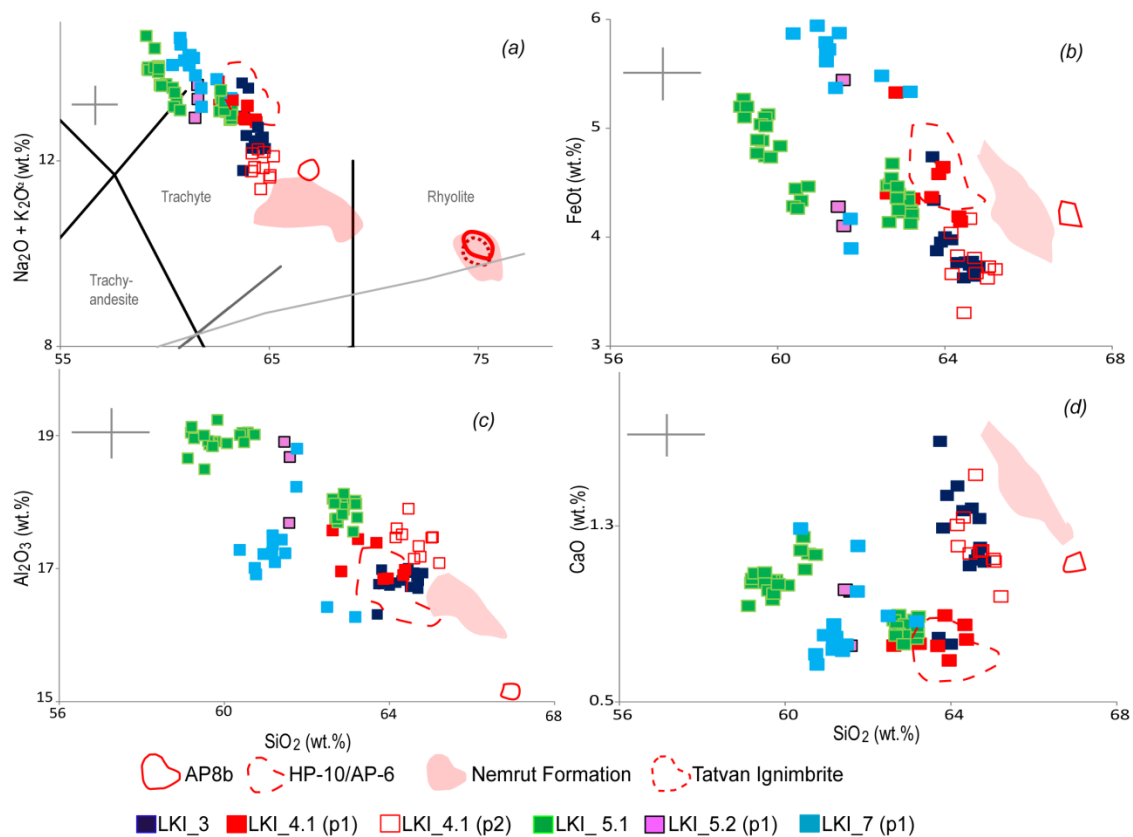 (a)
Na₂O + K₂Oᵅ (wt.%)
12
8
55
65
75
Trachyte
Rhyolite
Trachy-
andesite
(b)
FeOt (wt.%)
6
5
4
3
56
60
64
68
(c)
Al₂O₃ (wt.%)
19
17
15
56
60
64
68
SiO₂ (wt.%)
(d)
CaO (wt.%)
1.3
0.5
56
60
64
68
SiO₂ (wt.%)
AP8b HP-10/AP-6 Nemrut Formation Tatvan Ignimbrite
LKI_3 LKI_4.1 (p1) LKI_4.1 (p2) LKI_ 5.1 LKI_5.2 (p1) LKI_7 (p1)